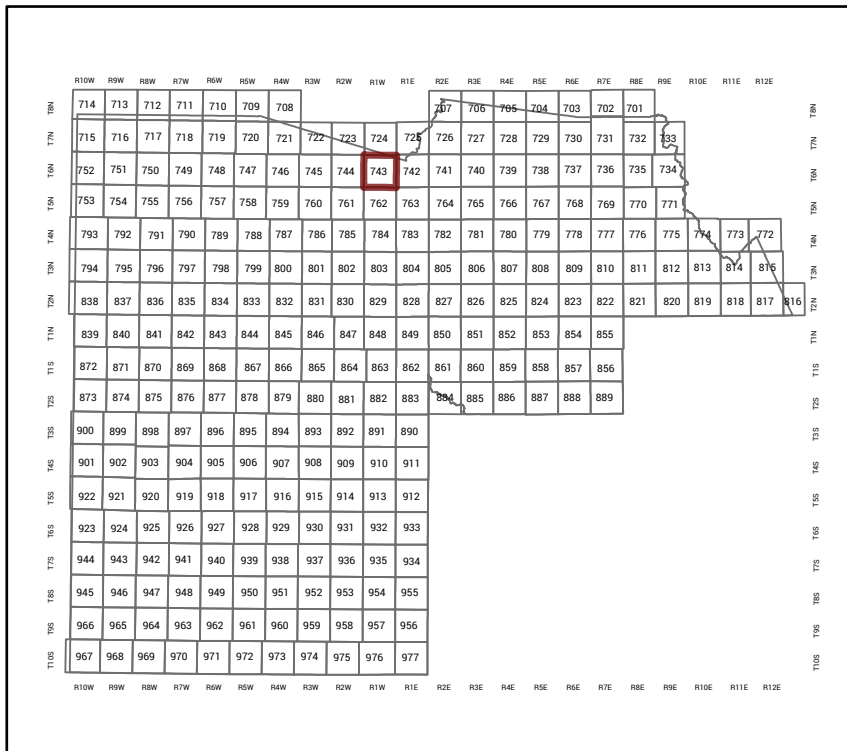 R10W R9W R8W R7W R6W R5W R4W R3W R2W R1W R1E R2E R3E R4E R5E R6E R7E R8E R9E R10E R11E R12E
T8N 714 713 712 711 710 709 708 707 706 705 704 703 702 701 T8N
T7N 715 716 717 718 719 720 721 722 723 724 725 726 727 728 729 730 731 732 733 T7N
T6N 752 751 750 749 748 747 746 745 744 743 742 741 740 739 738 737 736 735 734 T6N
T5N 753 754 755 756 757 758 759 760 761 762 763 764 765 766 767 768 769 770 771 T5N
T4N 793 792 791 790 789 788 787 786 785 784 783 782 781 780 779 778 777 776 775 774 773 772 T4N
T3N 794 795 796 797 798 799 800 801 802 803 804 805 806 807 808 809 810 811 812 813 814 815 T3N
T2N 838 837 836 835 834 833 832 831 830 829 828 827 826 825 824 823 822 821 820 819 818 817 816 T2N
T1N 839 840 841 842 843 844 845 846 847 848 849 850 851 852 853 854 855 T1N
T1S 872 871 870 869 868 867 866 865 864 863 862 861 860 859 858 857 856 T1S
T2S 873 874 875 876 877 878 879 880 881 882 883 884 885 886 887 888 889 T2S
T3S 900 899 898 897 896 895 894 893 892 891 890 T3S
T4S 901 902 903 904 905 906 907 908 909 910 911 T4S
T5S 922 921 920 919 918 917 916 915 914 913 912 T5S
T6S 923 924 925 926 927 928 929 930 931 932 933 T6S
T7S 944 943 942 941 940 939 938 937 936 935 934 T7S
T8S 945 946 947 948 949 950 951 952 953 954 955 T8S
T9S 966 965 964 963 962 961 960 959 958 957 956 T9S
T10S 967 968 969 970 971 972 973 974 975 976 977 T10S
R10W R9W R8W R7W R6W R5W R4W R3W R2W R1W R1E R2E R3E R4E R5E R6E R7E R8E R9E R10E R11E R12E